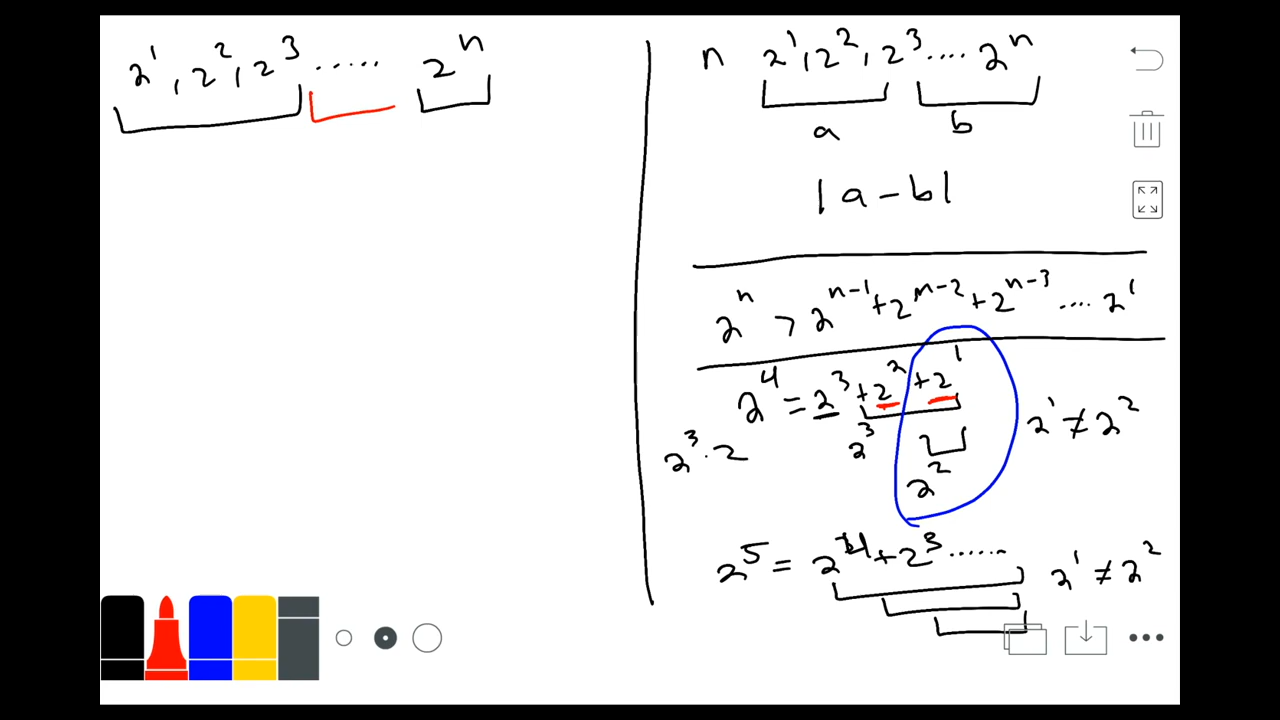 2^1, 2^2, 2^3 ..... 2^n
n 2^1, 2^2, 2^3 .... 2^n
a b
|a - b|
2^n > 2^{n-1} + 2^{n-2} + 2^{n-3} .... 2^1
2^4 = 2^3 + 2^2 + 2^1
2^3 . 2
2^3
2^2
2^1 ≠ 2^2
2^5 = 2^4 + 2^3 ......
2^1 ≠ 2^2